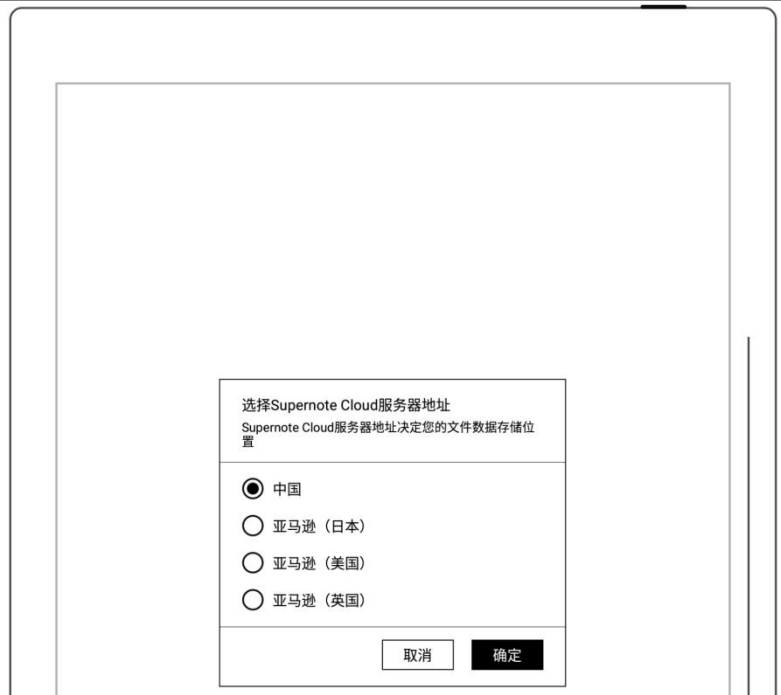 选择Supernote Cloud服务器地址
Supernote Cloud服务器地址决定您的文件数据存储位
置
中国
亚马逊（日本）
亚马逊（美国）
亚马逊（英国）
取消 确定